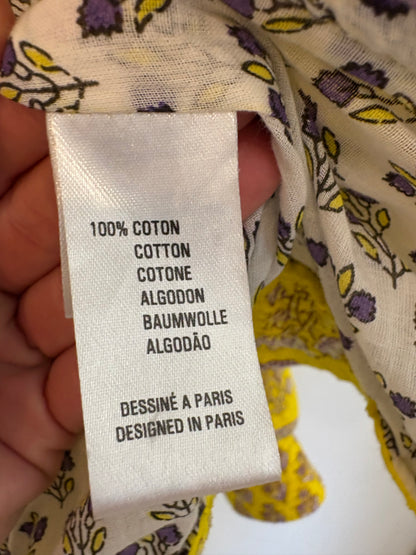 100% COTON
COTTON
COTONE
ALGODON
BAUMWOLLE
ALGODÃO
DESSINÉ A PARIS
DESIGNED IN PARIS